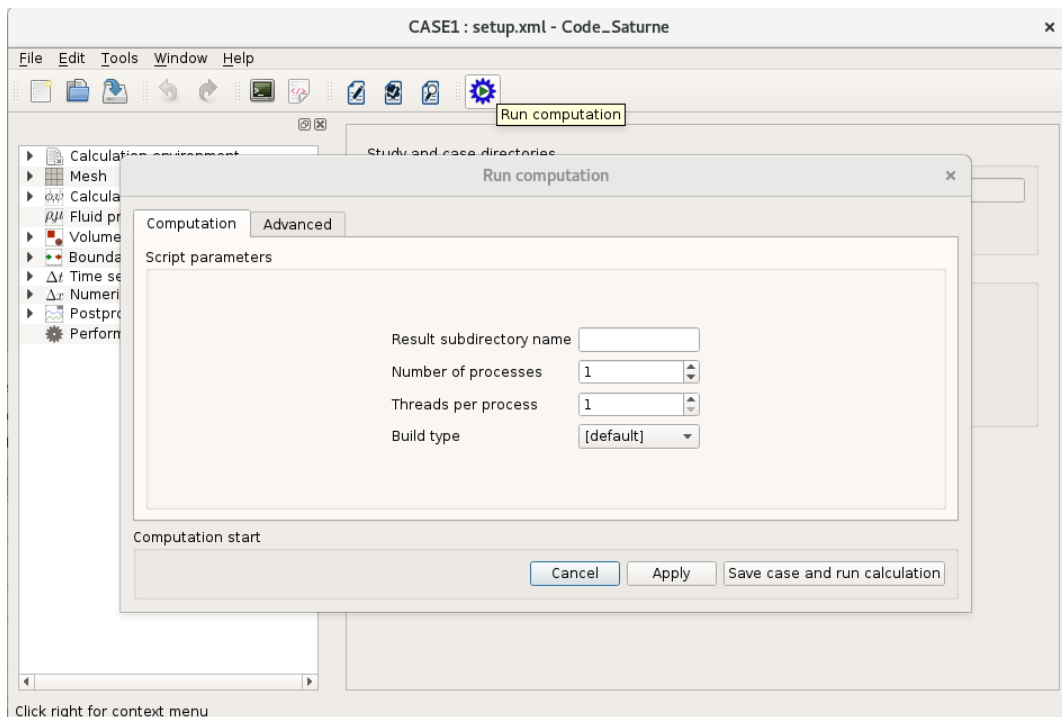 CASE1 : setup.xml - Code_Saturne
File Edit Tools Window Help
Run computation
Study and case directories
Calculation environment
Mesh
Calcula
Fluid pr
Volume
Bounda
Δt Time se
Δx Numeri
Postpro
Perform
Run computation
Computation Advanced
Script parameters
Result subdirectory name
Number of processes 1
Threads per process 1
Build type [default]
Computation start
Cancel Apply Save case and run calculation
Click right for context menu